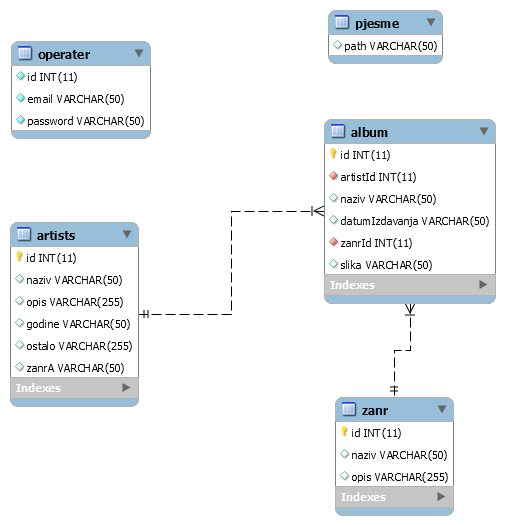 operater
id INT(11)
email VARCHAR(50)
password VARCHAR(50)
pjesme
path VARCHAR(50)
album
id INT(11)
artistId INT(11)
naziv VARCHAR(50)
datumIzdavanja VARCHAR(50)
zanrId INT(11)
slika VARCHAR(50)
Indexes
artists
id INT(11)
naziv VARCHAR(50)
opis VARCHAR(255)
godine VARCHAR(50)
ostalo VARCHAR(255)
zanrA VARCHAR(50)
Indexes
zanr
id INT(11)
naziv VARCHAR(50)
opis VARCHAR(255)
Indexes